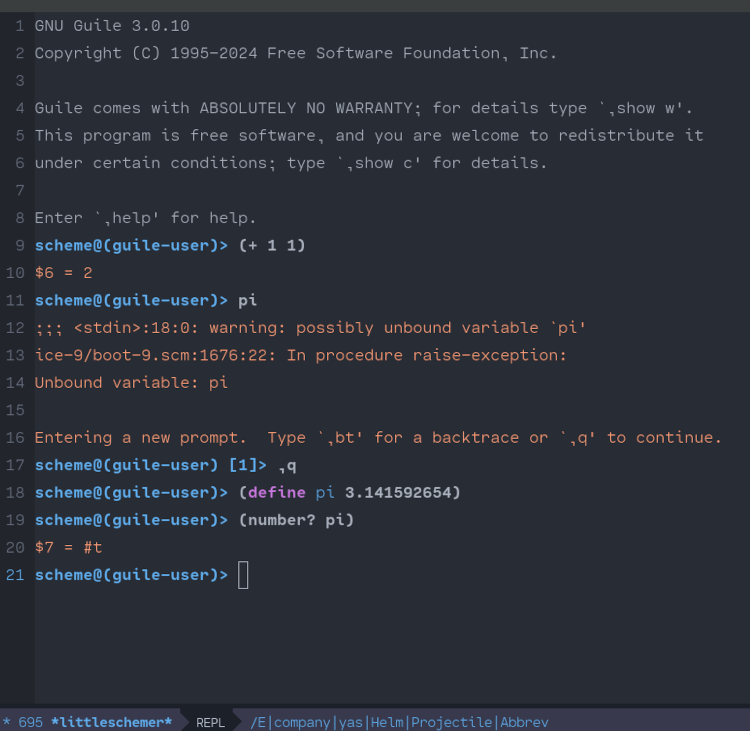 1 GNU Guile 3.0.10
2 Copyright (C) 1995-2024 Free Software Foundation, Inc.
3
4 Guile comes with ABSOLUTELY NO WARRANTY; for details type `,show w'.
5 This program is free software, and you are welcome to redistribute it
6 under certain conditions; type `,show c' for details.
7
8 Enter `,help' for help.
9 scheme@(guile-user)> (+ 1 1)
10 $6 = 2
11 scheme@(guile-user)> pi
12 ;;; <stdin>:18:0: warning: possibly unbound variable `pi'
13 ice-9/boot-9.scm:1676:22: In procedure raise-exception:
14 Unbound variable: pi
15
16 Entering a new prompt.  Type `,bt' for a backtrace or `,q' to continue.
17 scheme@(guile-user) [1]> ,q
18 scheme@(guile-user)> (define pi 3.141592654)
19 scheme@(guile-user)> (number? pi)
20 $7 = #t
21 scheme@(guile-user)>
* 695 *littleschemer* REPL /E|company|yas|Helm|Projectile|Abbrev